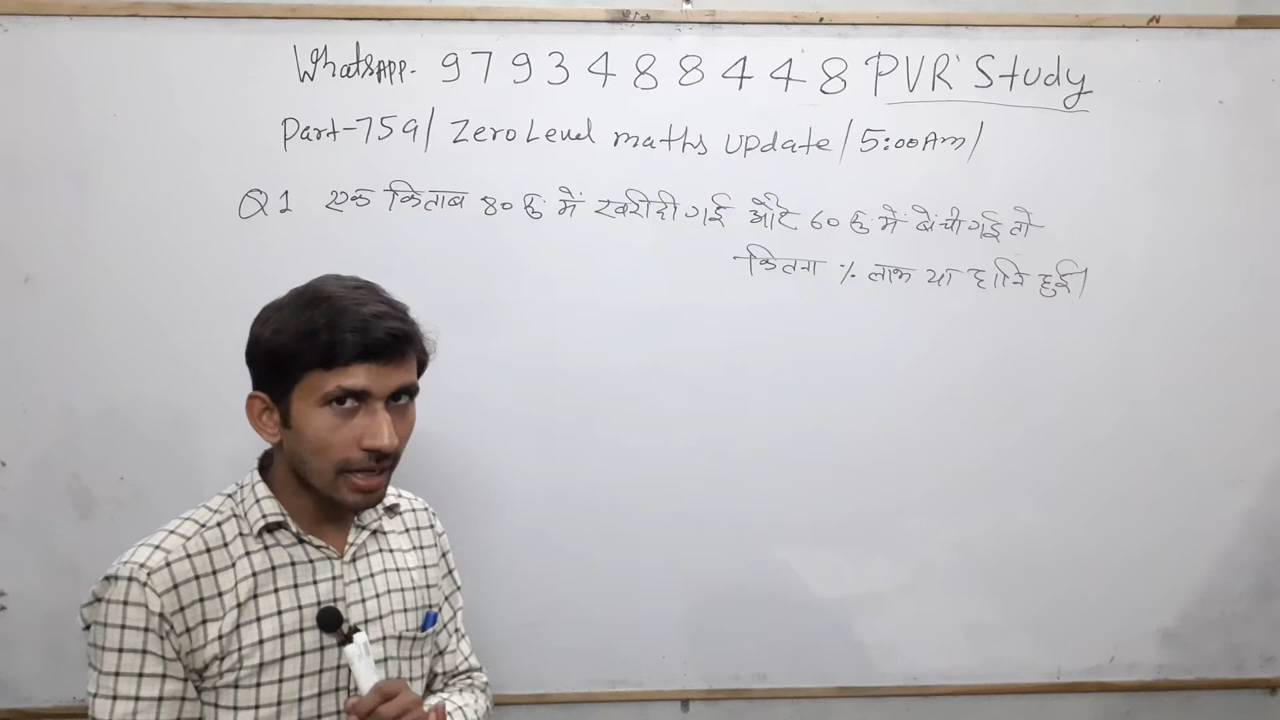 WhatsAPP- 9793488448 PVR Study
Part-759/ Zero Level maths update/5:00Am/
Q1 एक किताब 80 रु में खरीदी गई और 60 रु में बेची गई तो
कितना % लाभ या हानि हुई।